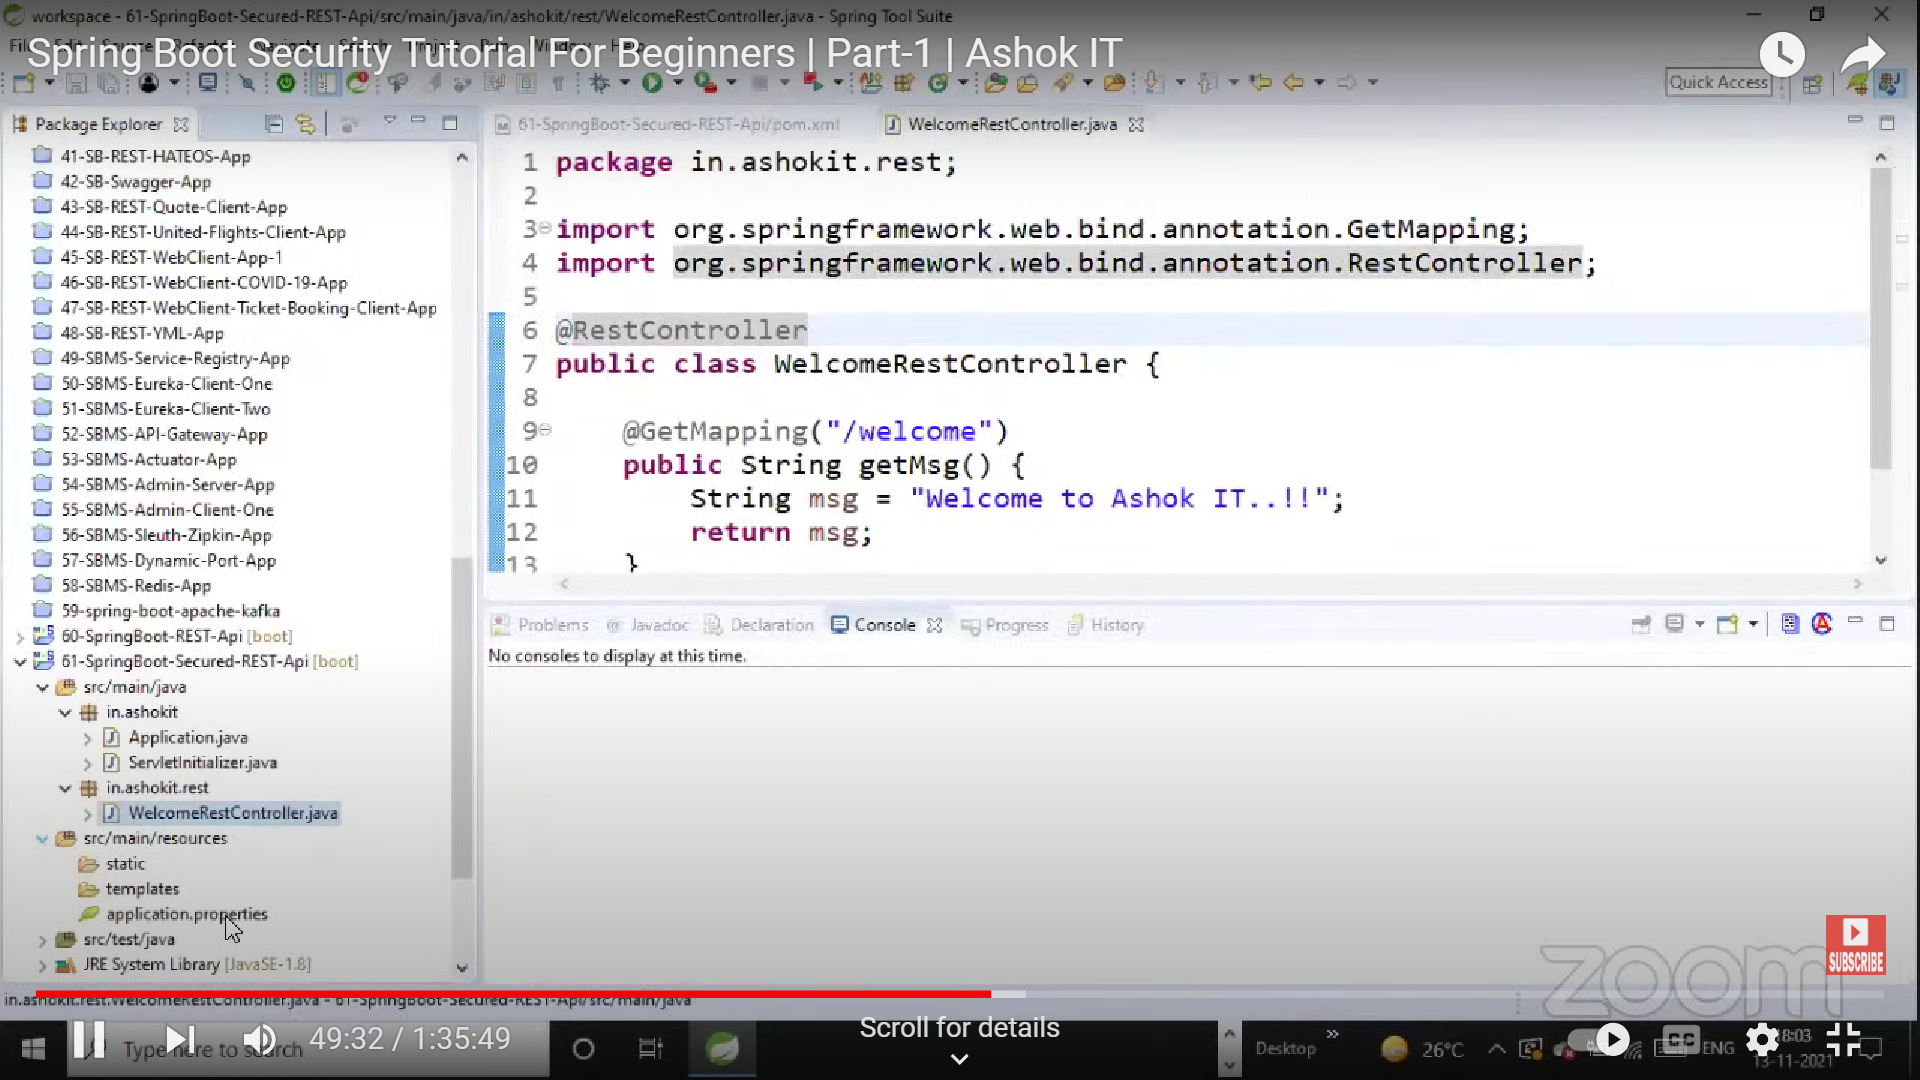 workspace - 61-SpringBoot-Secured-REST-Api/src/main/java/in/ashokit/rest/WelcomeRestController.java - Spring Tool Suite
Spring Boot Security Tutorial For Beginners | Part-1 | Ashok IT
Quick Access
Package Explorer
61-SpringBoot-Secured-REST-Api/pom.xml
WelcomeRestController.java
41-SB-REST-HATEOS-App
42-SB-Swagger-App
43-SB-REST-Quote-Client-App
44-SB-REST-United-Flights-Client-App
45-SB-REST-WebClient-App-1
46-SB-REST-WebClient-COVID-19-App
47-SB-REST-WebClient-Ticket-Booking-Client-App
48-SB-REST-YML-App
49-SBMS-Service-Registry-App
50-SBMS-Eureka-Client-One
51-SBMS-Eureka-Client-Two
52-SBMS-API-Gateway-App
53-SBMS-Actuator-App
54-SBMS-Admin-Server-App
55-SBMS-Admin-Client-One
56-SBMS-Sleuth-Zipkin-App
57-SBMS-Dynamic-Port-App
58-SBMS-Redis-App
59-spring-boot-apache-kafka
60-SpringBoot-REST-Api [boot]
61-SpringBoot-Secured-REST-Api [boot]
src/main/java
in.ashokit
Application.java
ServletInitializer.java
in.ashokit.rest
WelcomeRestController.java
src/main/resources
static
templates
application.properties
src/test/java
JRE System Library [JavaSE-1.8]
1 package in.ashokit.rest;
2
3 import org.springframework.web.bind.annotation.GetMapping;
4 import org.springframework.web.bind.annotation.RestController;
5
6 @RestController
7 public class WelcomeRestController {
8
9 @GetMapping("/welcome")
10 public String getMsg() {
11 String msg = "Welcome to Ashok IT..!!";
12 return msg;
13 }
Problems @ Javadoc Declaration Console Progress History
No consoles to display at this time.
zoom
SUBSCRIBE
in.ashokit.rest.WelcomeRestController.java - 61-SpringBoot-Secured-REST-Api/src/main/java
Type here to search
49:32 / 1:35:49
Scroll for details
Desktop
26°C
CC
ENG
18:03
13-11-2021